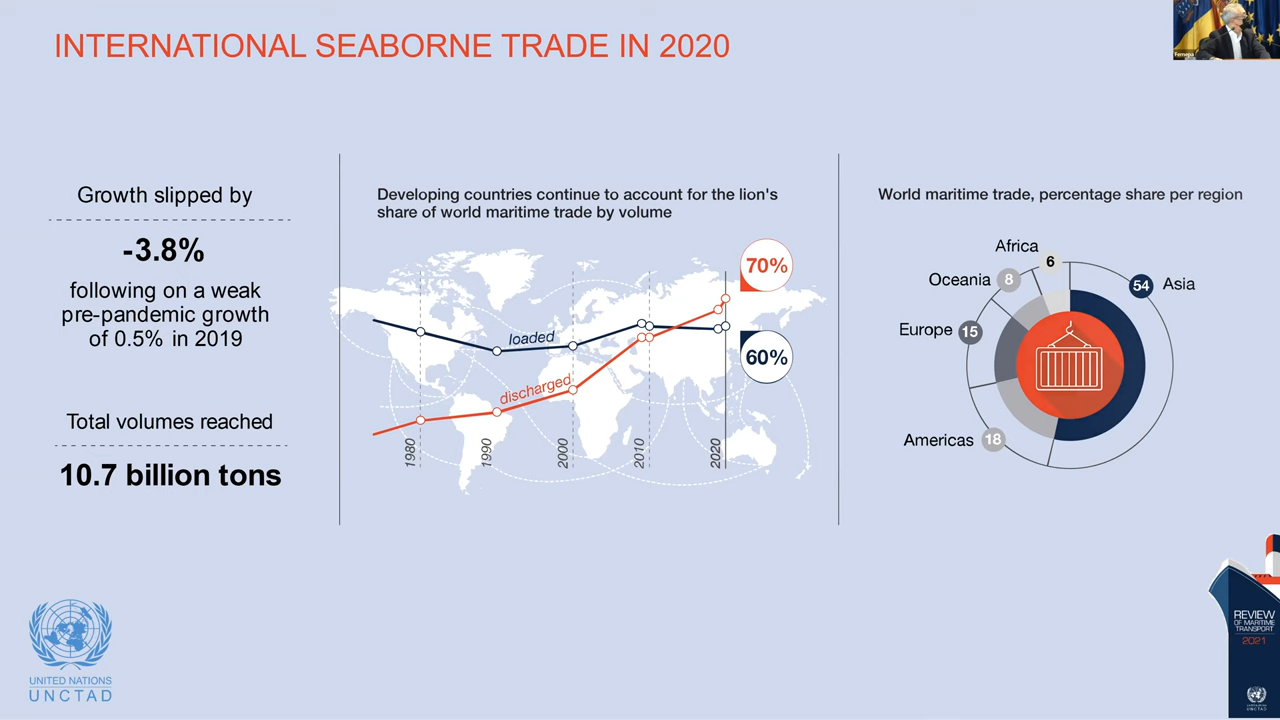 INTERNATIONAL SEABORNE TRADE IN 2020
Growth slipped by
-3.8%
following on a weak
pre-pandemic growth
of 0.5% in 2019
Total volumes reached
10.7 billion tons
Developing countries continue to account for the lion's
share of world maritime trade by volume
70%
60%
loaded
discharged
1980
1990
2000
2010
2020
World maritime trade, percentage share per region
Africa
6
Oceania 8
54 Asia
Europe 15
Americas 18
UNITED NATIONS
UNCTAD
REVIEW
OF MARITIME
TRANSPORT
2021